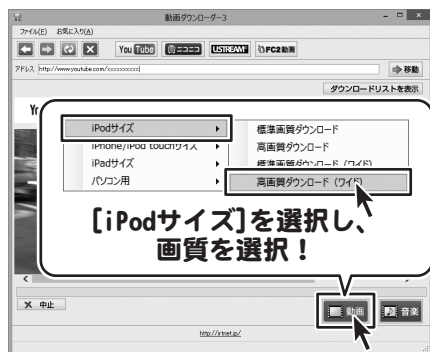 動画ダウンローダー3
ファイル(F) お気に入り(A)
You Tube ニコニコ USTREAM FC2動画
アドレス http://www.youtube.com/xxxxxxxxxx 移動
ダウンロードリストを表示
Yr
iPodサイズ
iPhone/iPod touchサイズ
iPadサイズ
パソコン用
標準画質ダウンロード
高画質ダウンロード
標準画質ダウンロード(ワイド)
高画質ダウンロード(ワイド)
[iPodサイズ]を選択し、
画質を選択!
中止
動画 音楽
http://irtnet.jp/